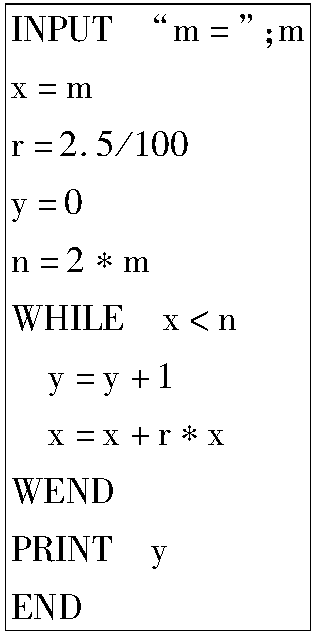 INPUT “m=”;m
x=m
r=2.5/100
y=0
n=2*m
WHILE x<n
y=y+1
x=x+r*x
WEND
PRINT y
END